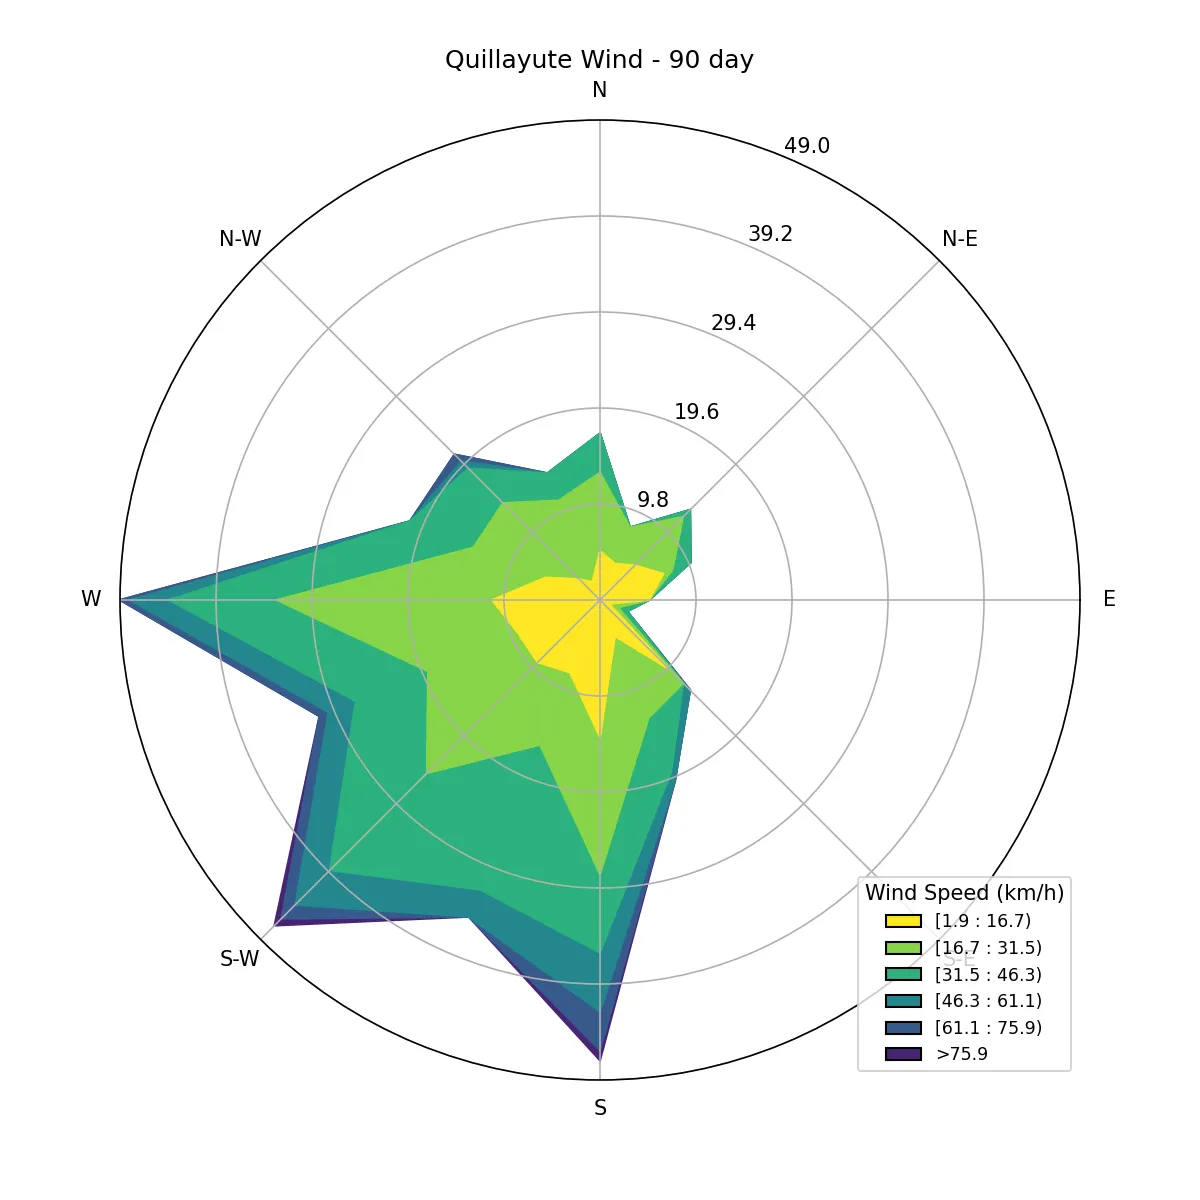 Quillayute Wind - 90 day
N
49.0
39.2
N-W
N-E
29.4
19.6
9.8
W
E
Wind Speed (km/h)
[1.9 : 16.7)
[16.7 : 31.5)
S-W
S-E
[31.5 : 46.3)
[46.3 : 61.1)
[61.1 : 75.9)
>75.9
S